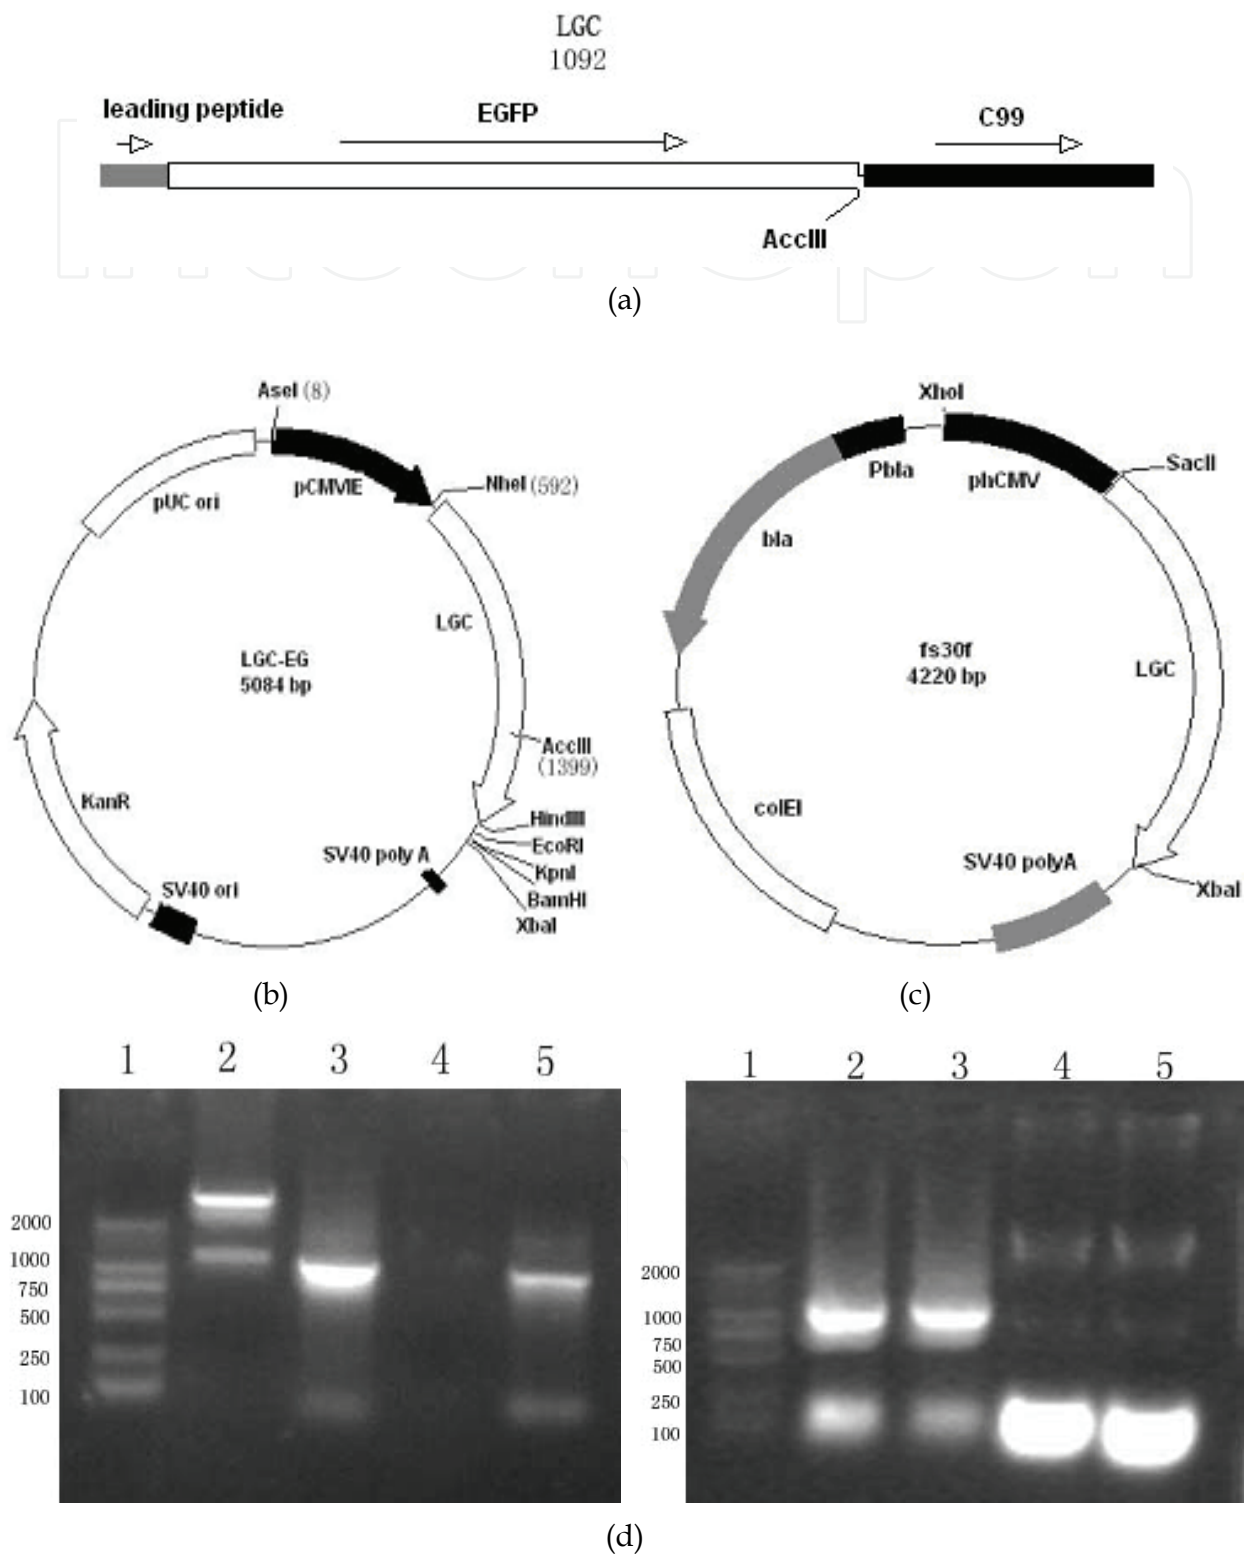 LGC
1092
leading peptide
EGFP
C99
AccIII
(a)
AseI (8)
pCMVIE
NheI (592)
pUC ori
LGC
LGC-EG
5084 bp
AccIII
(1399)
KanR
HindIII
EcoRI
KpnI
BamHI
XbaI
SV40 poly A
SV40 ori
(b)
XhoI
SacII
Pbla
phCMV
bla
fs30f
4220 bp
LGC
colEI
SV40 polyA
XbaI
(c)
1 2 3 4 5
2000
1000
750
500
250
100
1 2 3 4 5
2000
1000
750
500
250
100
(d)